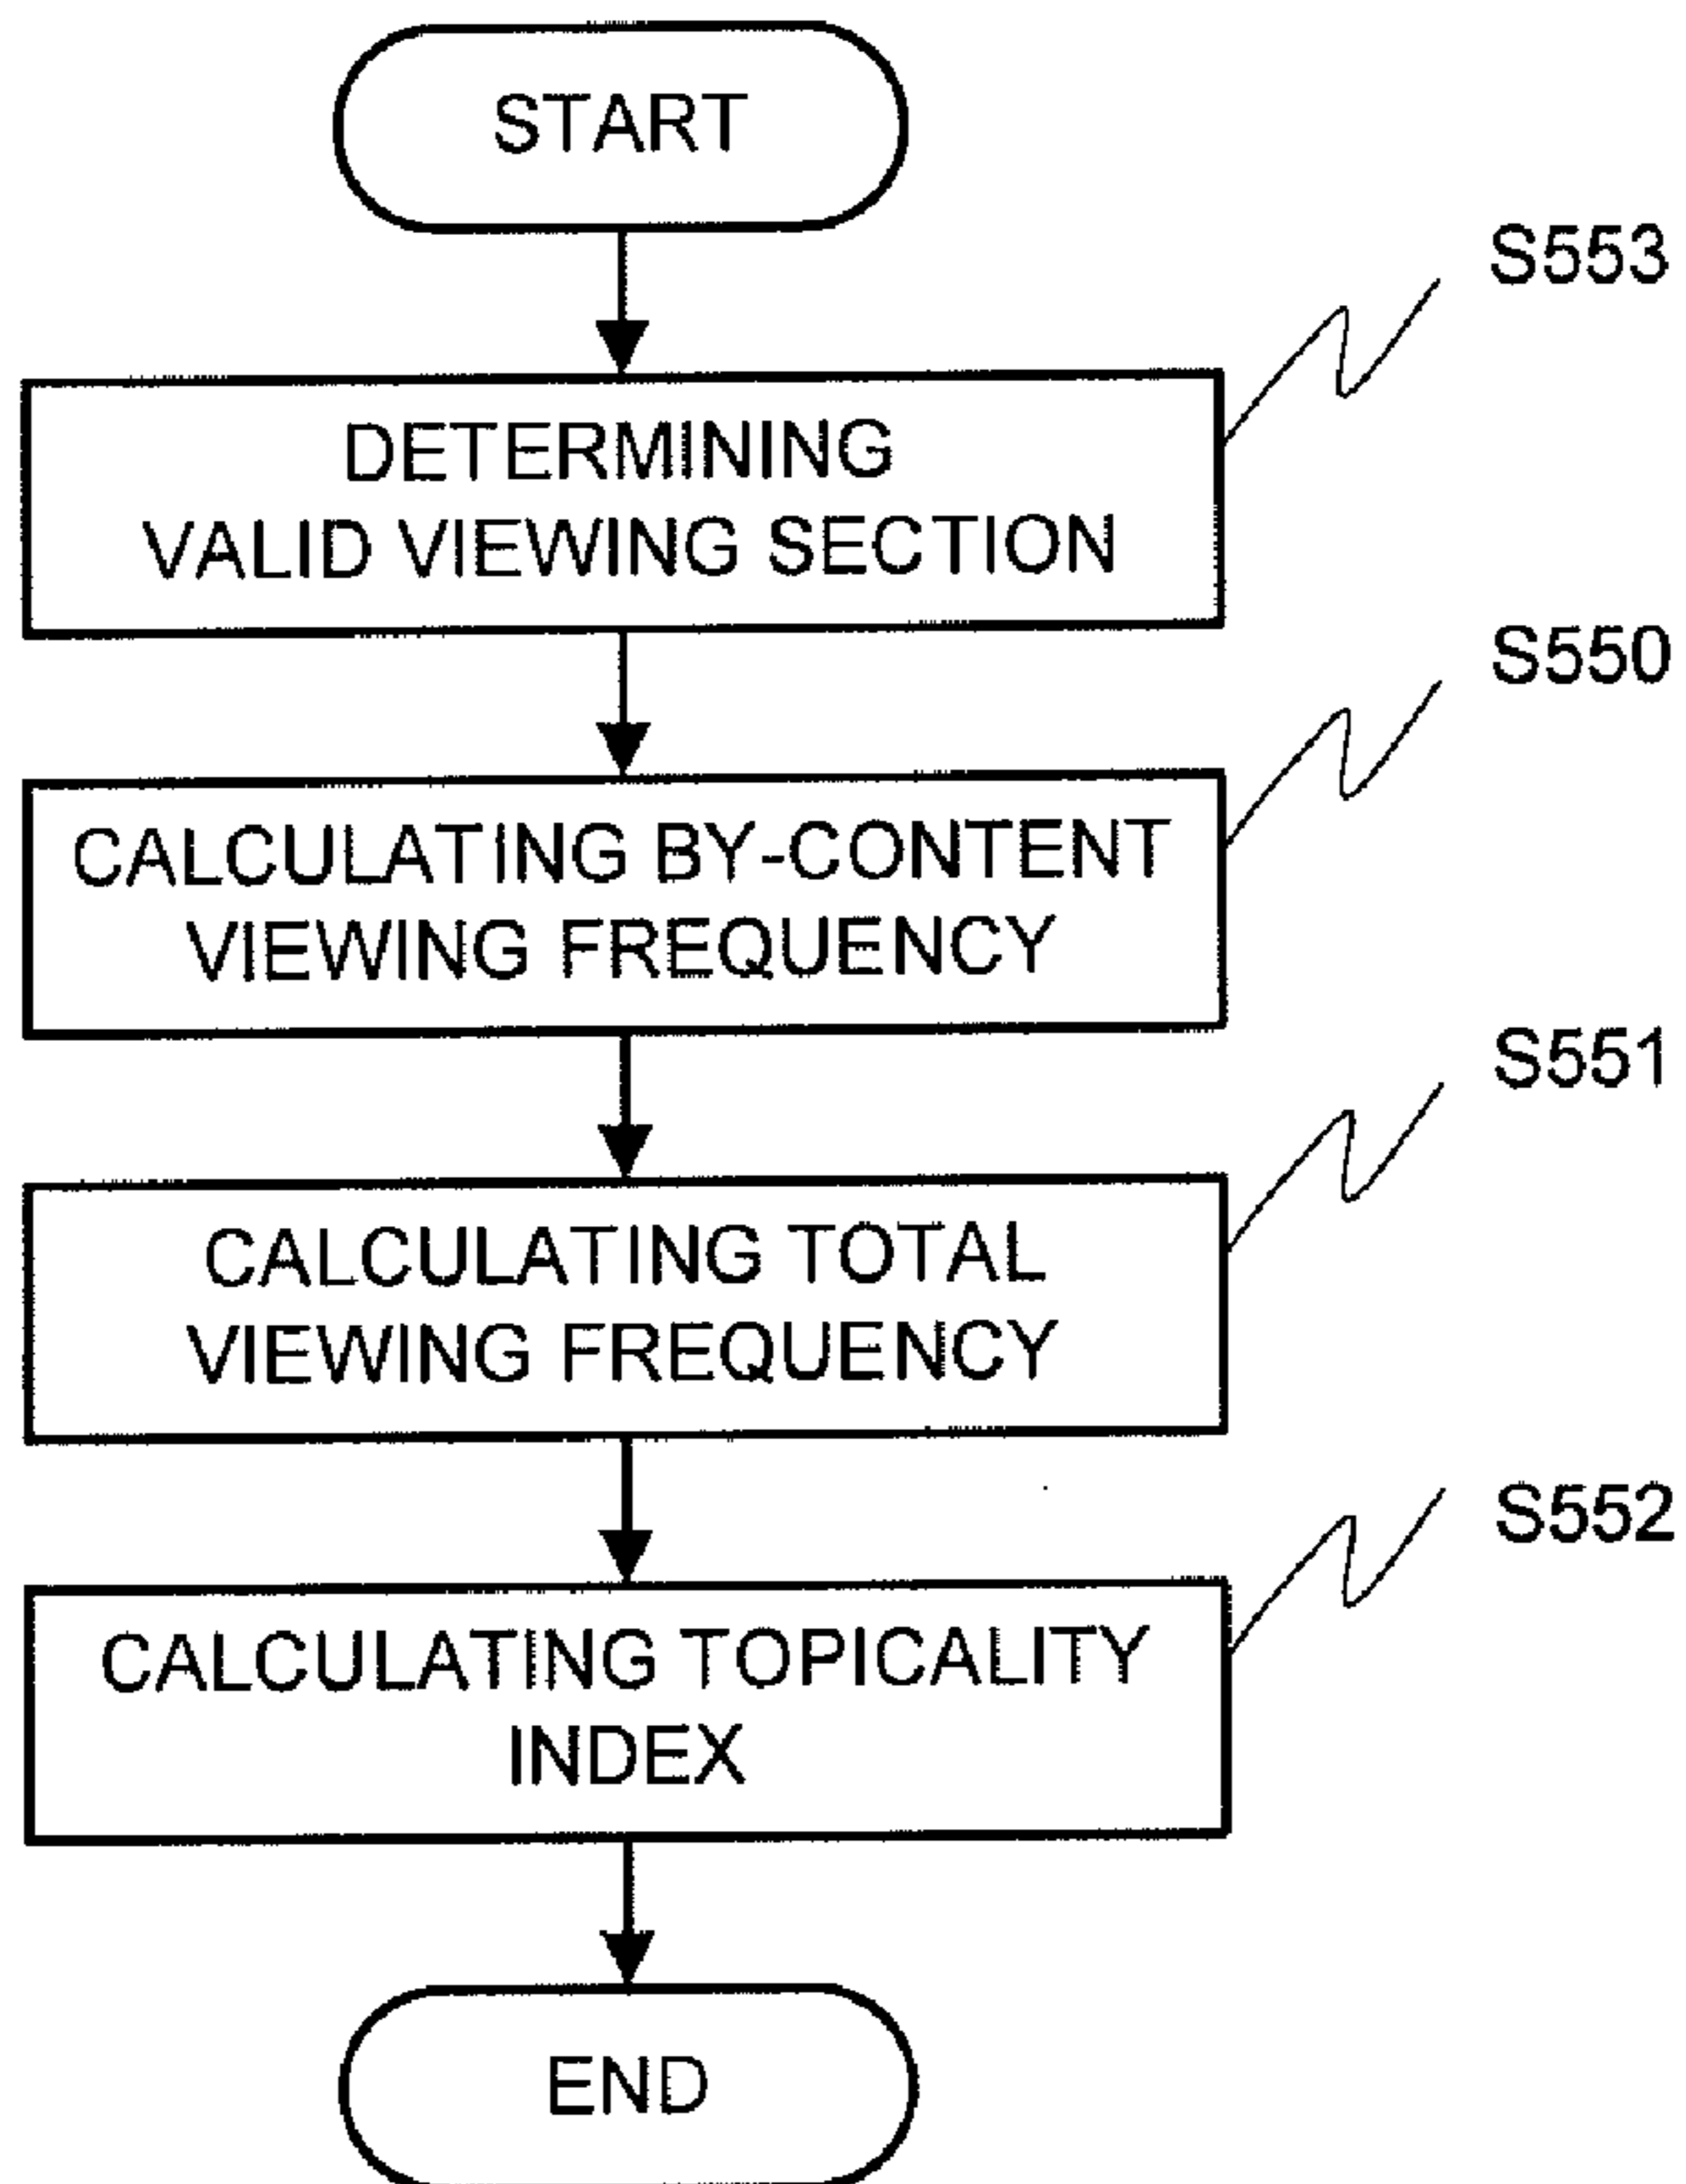 START
S553
DETERMINING
VALID VIEWING SECTION
S550
CALCULATING BY-CONTENT
VIEWING FREQUENCY
S551
CALCULATING TOTAL
VIEWING FREQUENCY
S552
CALCULATING TOPICALITY
INDEX
END